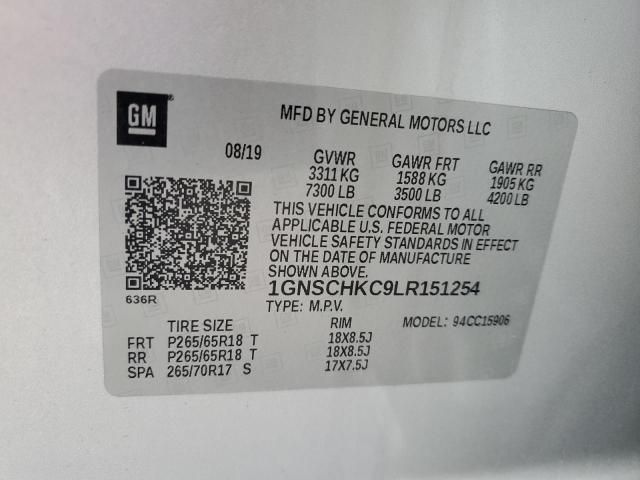 GM
MFD BY GENERAL MOTORS LLC
08/19 GVWR GAWR FRT GAWR RR
3311 KG 1588 KG 1905 KG
7300 LB 3500 LB 4200 LB
THIS VEHICLE CONFORMS TO ALL
APPLICABLE U.S. FEDERAL MOTOR
VEHICLE SAFETY STANDARDS IN EFFECT
ON THE DATE OF MANUFACTURE
SHOWN ABOVE.
636R
1GNSCHKC9LR151254
TYPE: M.P.V. MODEL: 94CC15906
TIRE SIZE RIM
FRT P265/65R18 T 18X8.5J
RR P265/65R18 T 18X8.5J
SPA 265/70R17 S 17X7.5J